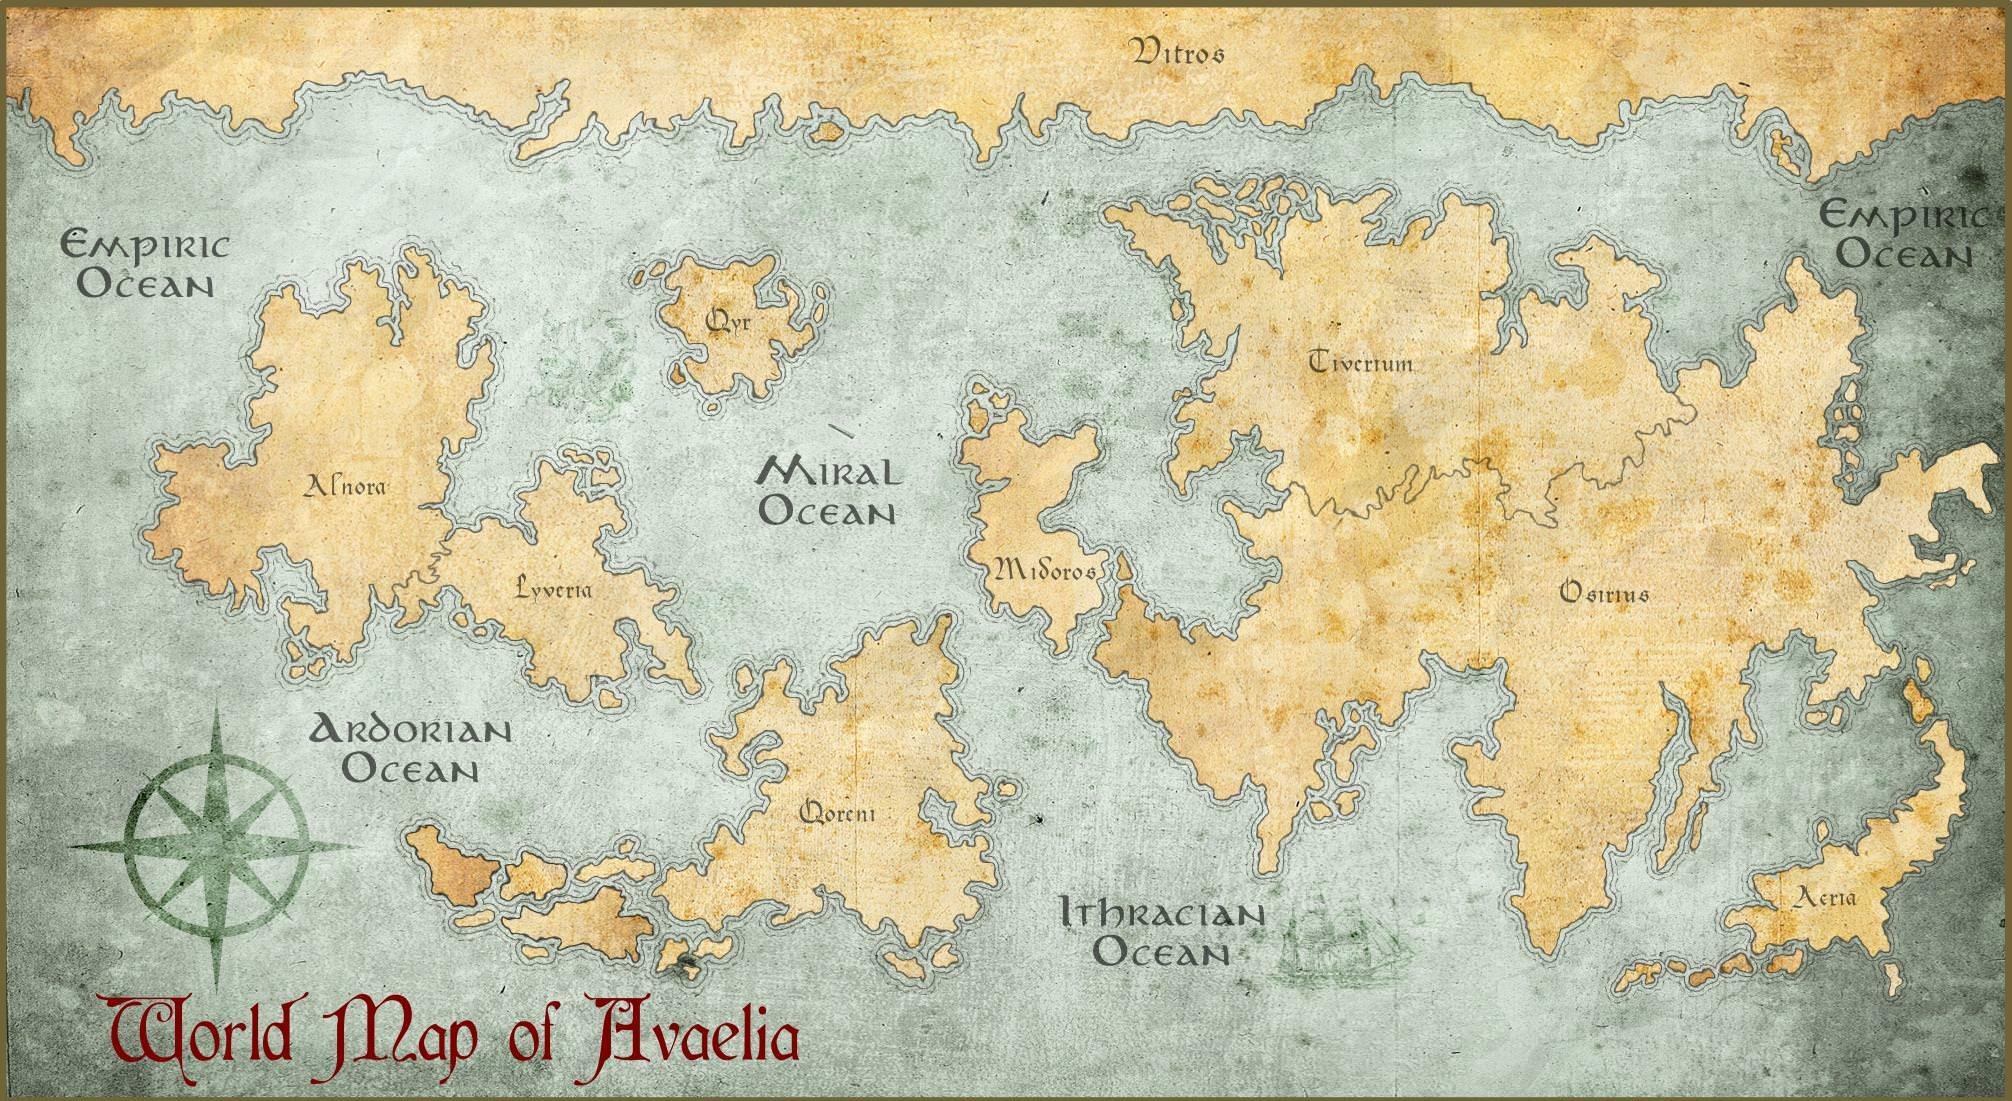 Vitros
Empiric
Ocean
Empiric
Ocean
Qyr
Tiverium
Alnora
Miral
Ocean
Lyveria
Midoros
Osirius
Ardorian
Ocean
Qoreni
Ithracian
Ocean
Aeria
World Map of Avaelia